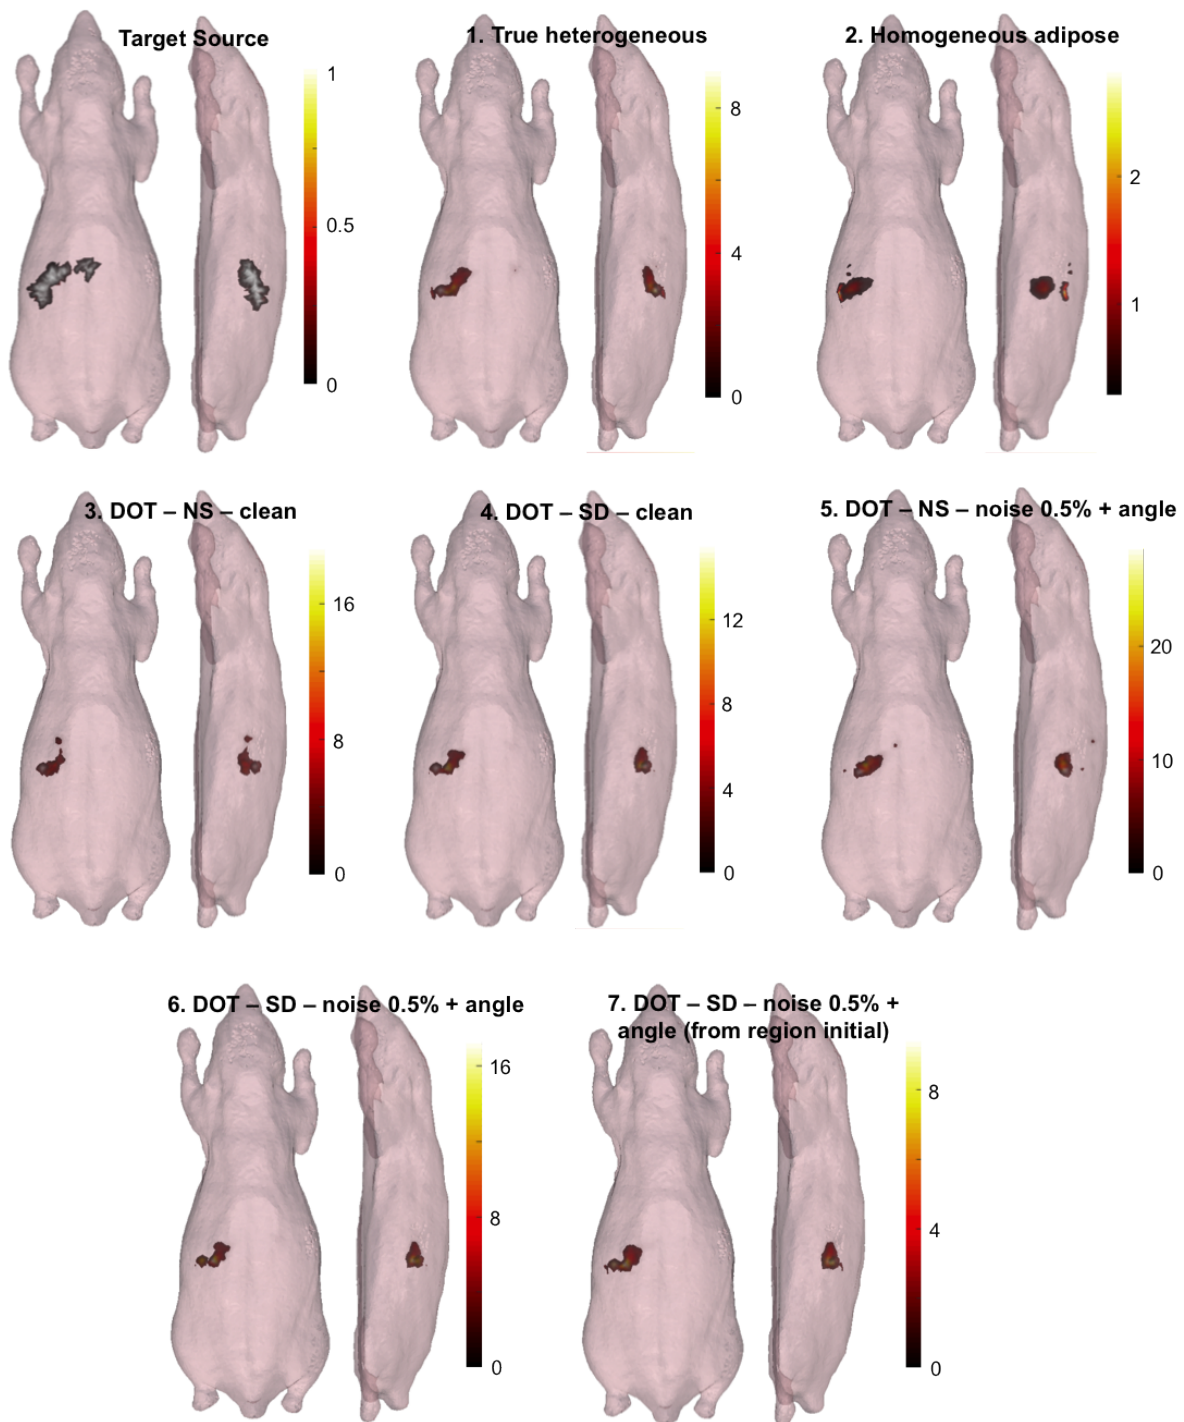 Target Source
1
0.5
0
1. True heterogeneous
8
4
0
2. Homogeneous adipose
2
1
3. DOT – NS – clean
16
8
0
4. DOT – SD – clean
12
8
4
0
5. DOT – NS – noise 0.5% + angle
20
10
0
6. DOT – SD – noise 0.5% + angle
16
8
0
7. DOT – SD – noise 0.5% +
angle (from region initial)
8
4
0